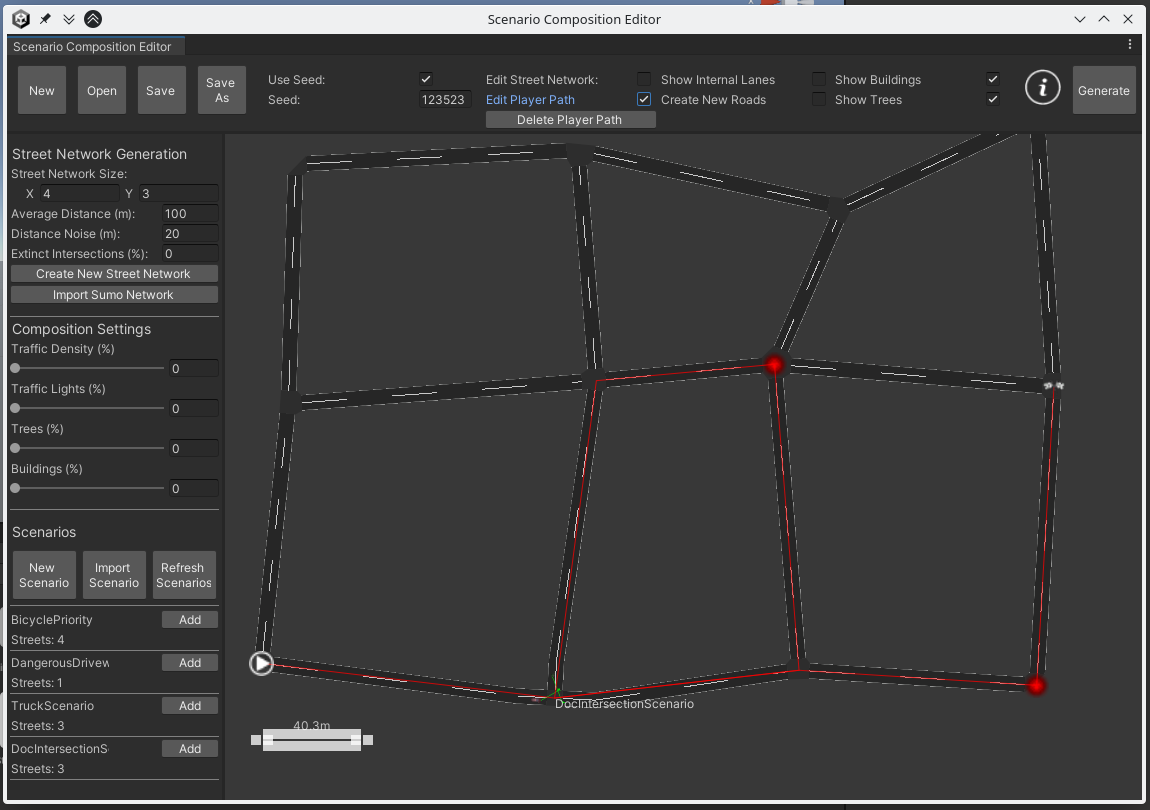 Scenario Composition Editor
Scenario Composition Editor
New
Open
Save
Save
As
Use Seed:
Seed: 123523
Edit Street Network:
Edit Player Path
Delete Player Path
Show Internal Lanes
Create New Roads
Show Buildings
Show Trees
i
Generate
Street Network Generation
Street Network Size:
X 4 Y 3
Average Distance (m): 100
Distance Noise (m): 20
Extinct Intersections (%): 0
Create New Street Network
Import Sumo Network
Composition Settings
Traffic Density (%)
0
Traffic Lights (%)
0
Trees (%)
0
Buildings (%)
0
Scenarios
New
Scenario
Import
Scenario
Refresh
Scenarios
BicyclePriority Add
Streets: 4
DangerousDrivew Add
Streets: 1
TruckScenario Add
Streets: 3
DocIntersectionS Add
Streets: 3
DocIntersectionScenario
40.3m